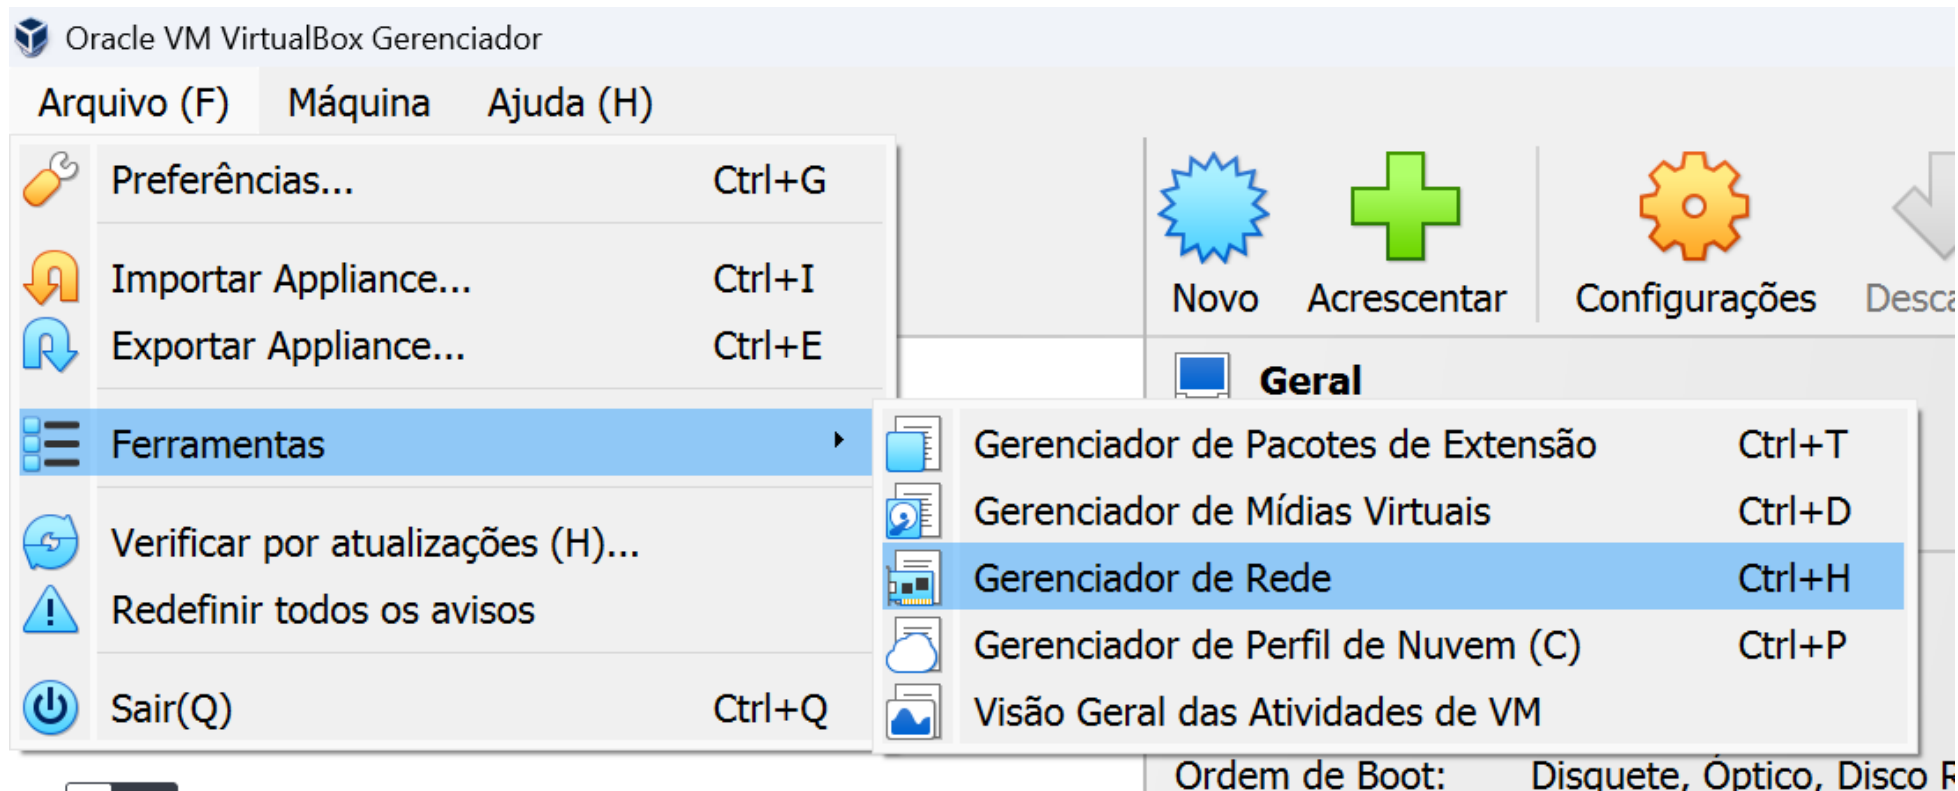 Oracle VM VirtualBox Gerenciador
Arquivo (F) Máquina Ajuda (H)
Preferências... Ctrl+G
Importar Appliance... Ctrl+I
Exportar Appliance... Ctrl+E
Ferramentas
Verificar por atualizações (H)...
Redefinir todos os avisos
Sair(Q) Ctrl+Q
Novo Acrescentar Configurações
Geral
Gerenciador de Pacotes de Extensão Ctrl+T
Gerenciador de Mídias Virtuais Ctrl+D
Gerenciador de Rede Ctrl+H
Gerenciador de Perfil de Nuvem (C) Ctrl+P
Visão Geral das Atividades de VM
Ordem de Boot: Disquete, Óptico, Disco